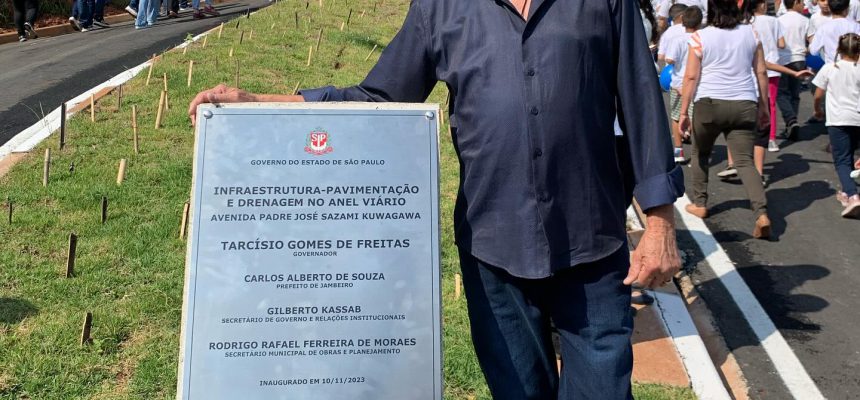 SP
GOVERNO DO ESTADO DE SÃO PAULO
INFRAESTRUTURA-PAVIMENTAÇÃO
E DRENAGEM NO ANEL VIÁRIO
AVENIDA PADRE JOSÉ SAZAMI KUWAGAWA
TARCÍSIO GOMES DE FREITAS
GOVERNADOR
CARLOS ALBERTO DE SOUZA
PREFEITO DE JAMBEIRO
GILBERTO KASSAB
SECRETÁRIO DE GOVERNO E RELAÇÕES INSTITUCIONAIS
RODRIGO RAFAEL FERREIRA DE MORAES
SECRETÁRIO MUNICIPAL DE OBRAS E PLANEJAMENTO
INAUGURADO EM 10/11/2023